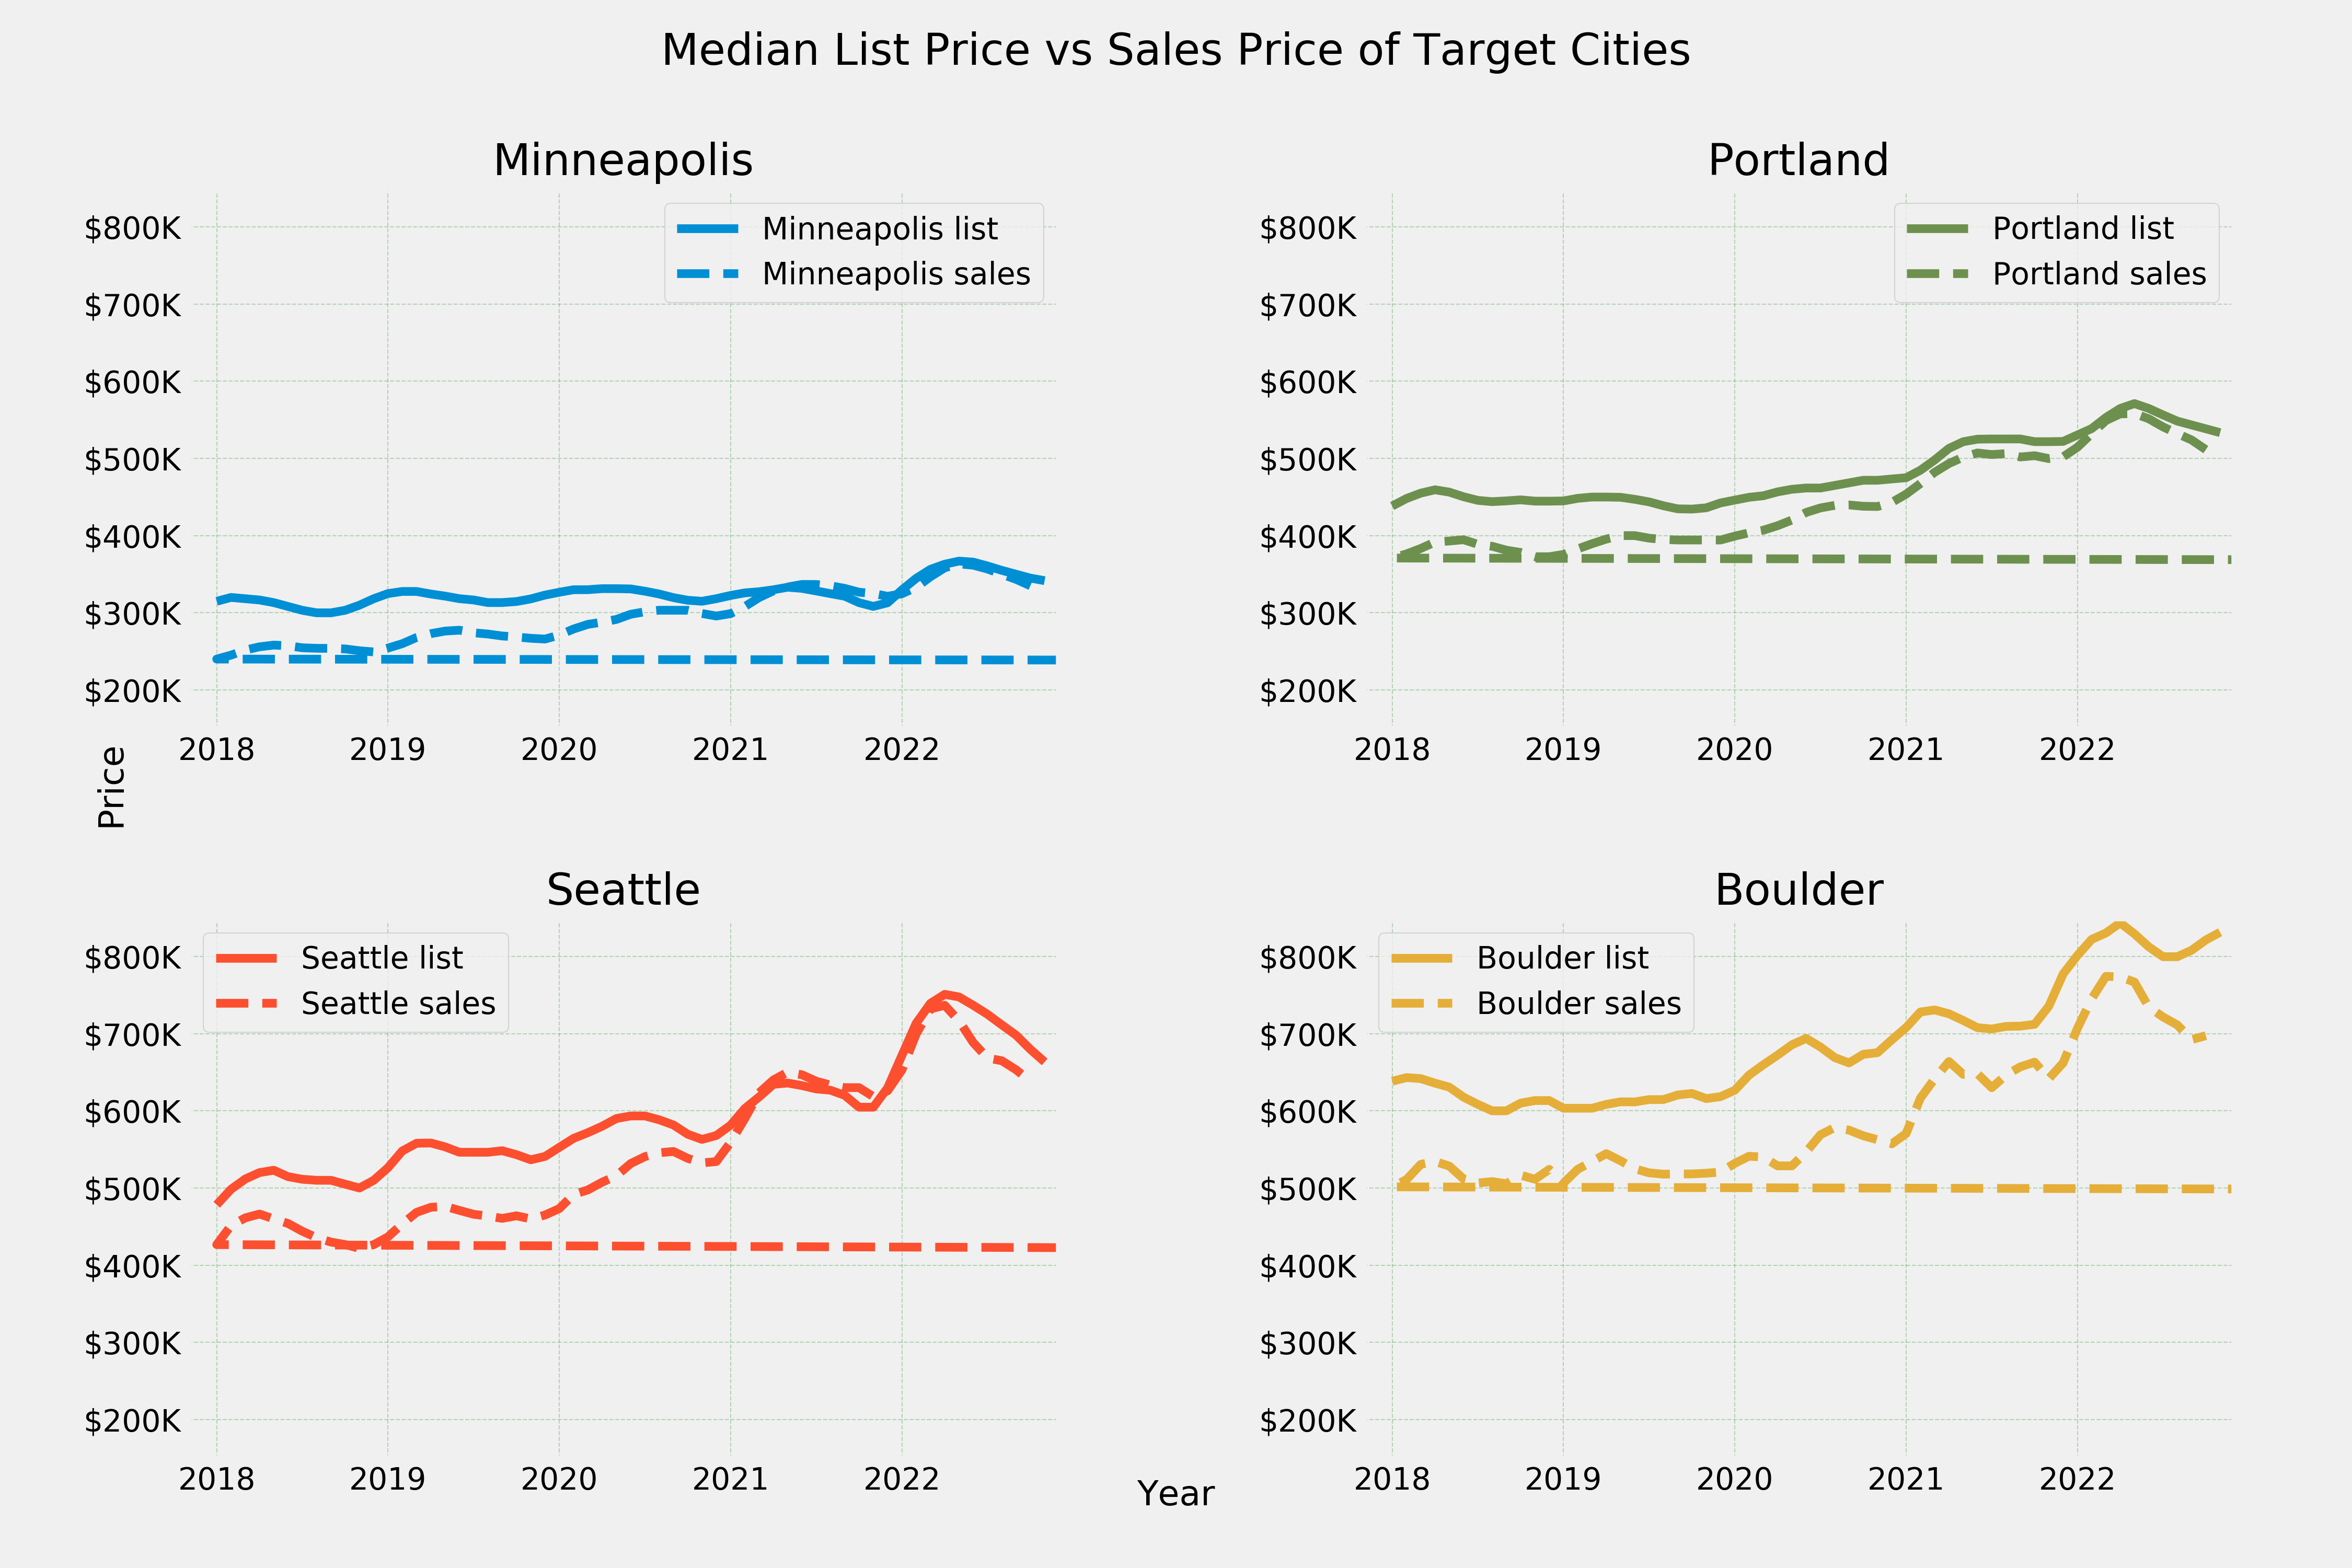 Median List Price vs Sales Price of Target Cities
Minneapolis
$800K
$700K
$600K
$500K
$400K
$300K
$200K
Minneapolis list
Minneapolis sales
2018 2019 2020 2021 2022
Portland
$800K
$700K
$600K
$500K
$400K
$300K
$200K
Portland list
Portland sales
2018 2019 2020 2021 2022
Price
Seattle
$800K
$700K
$600K
$500K
$400K
$300K
$200K
Seattle list
Seattle sales
2018 2019 2020 2021 2022
Boulder
$800K
$700K
$600K
$500K
$400K
$300K
$200K
Boulder list
Boulder sales
2018 2019 2020 2021 2022
Year